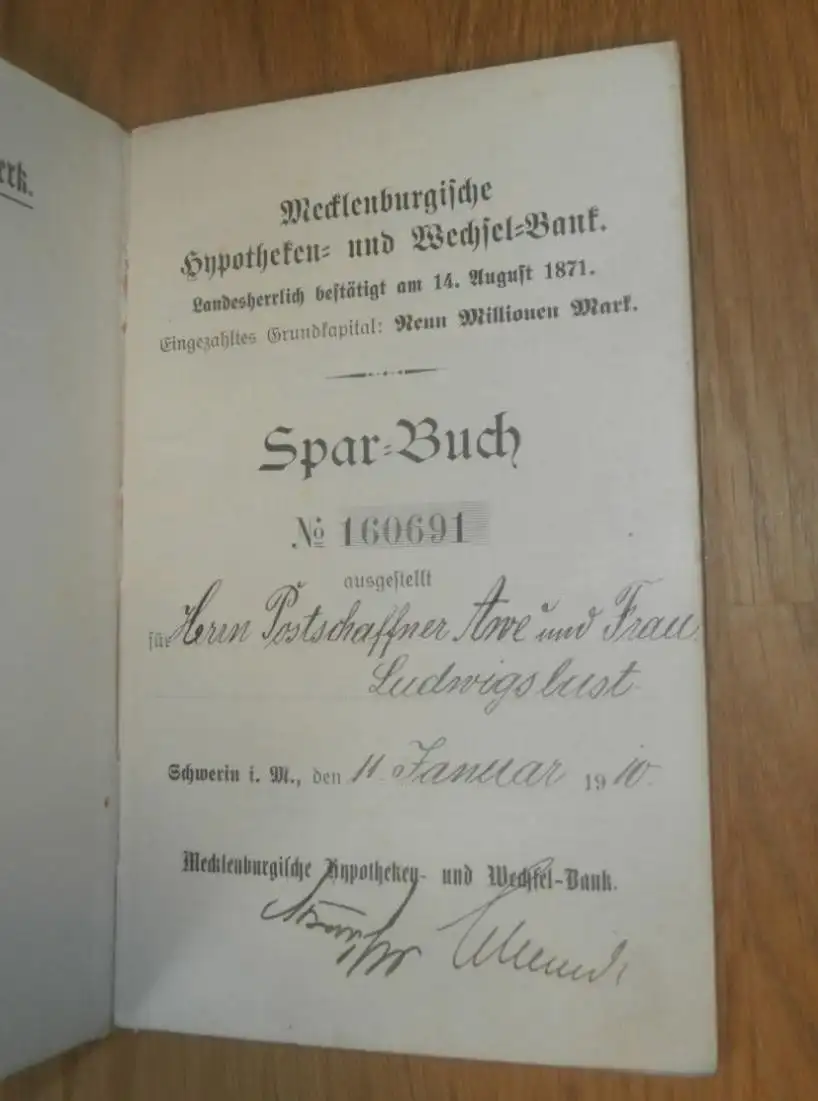 erk.
Mecklenburgische
Hypotheken- und Wechsel-Bank.
Landesherrlich bestätigt am 14. August 1871.
Eingezahltes Grundkapital: Neun Millionen Mark.
Spar-Buch
No 160691
ausgestellt
für Herrn Postschaffner Awe und Frau
Ludwigslust
Schwerin i. M., den 11. Januar 1910.
Mecklenburgische Hypotheken- und Wechsel-Bank.